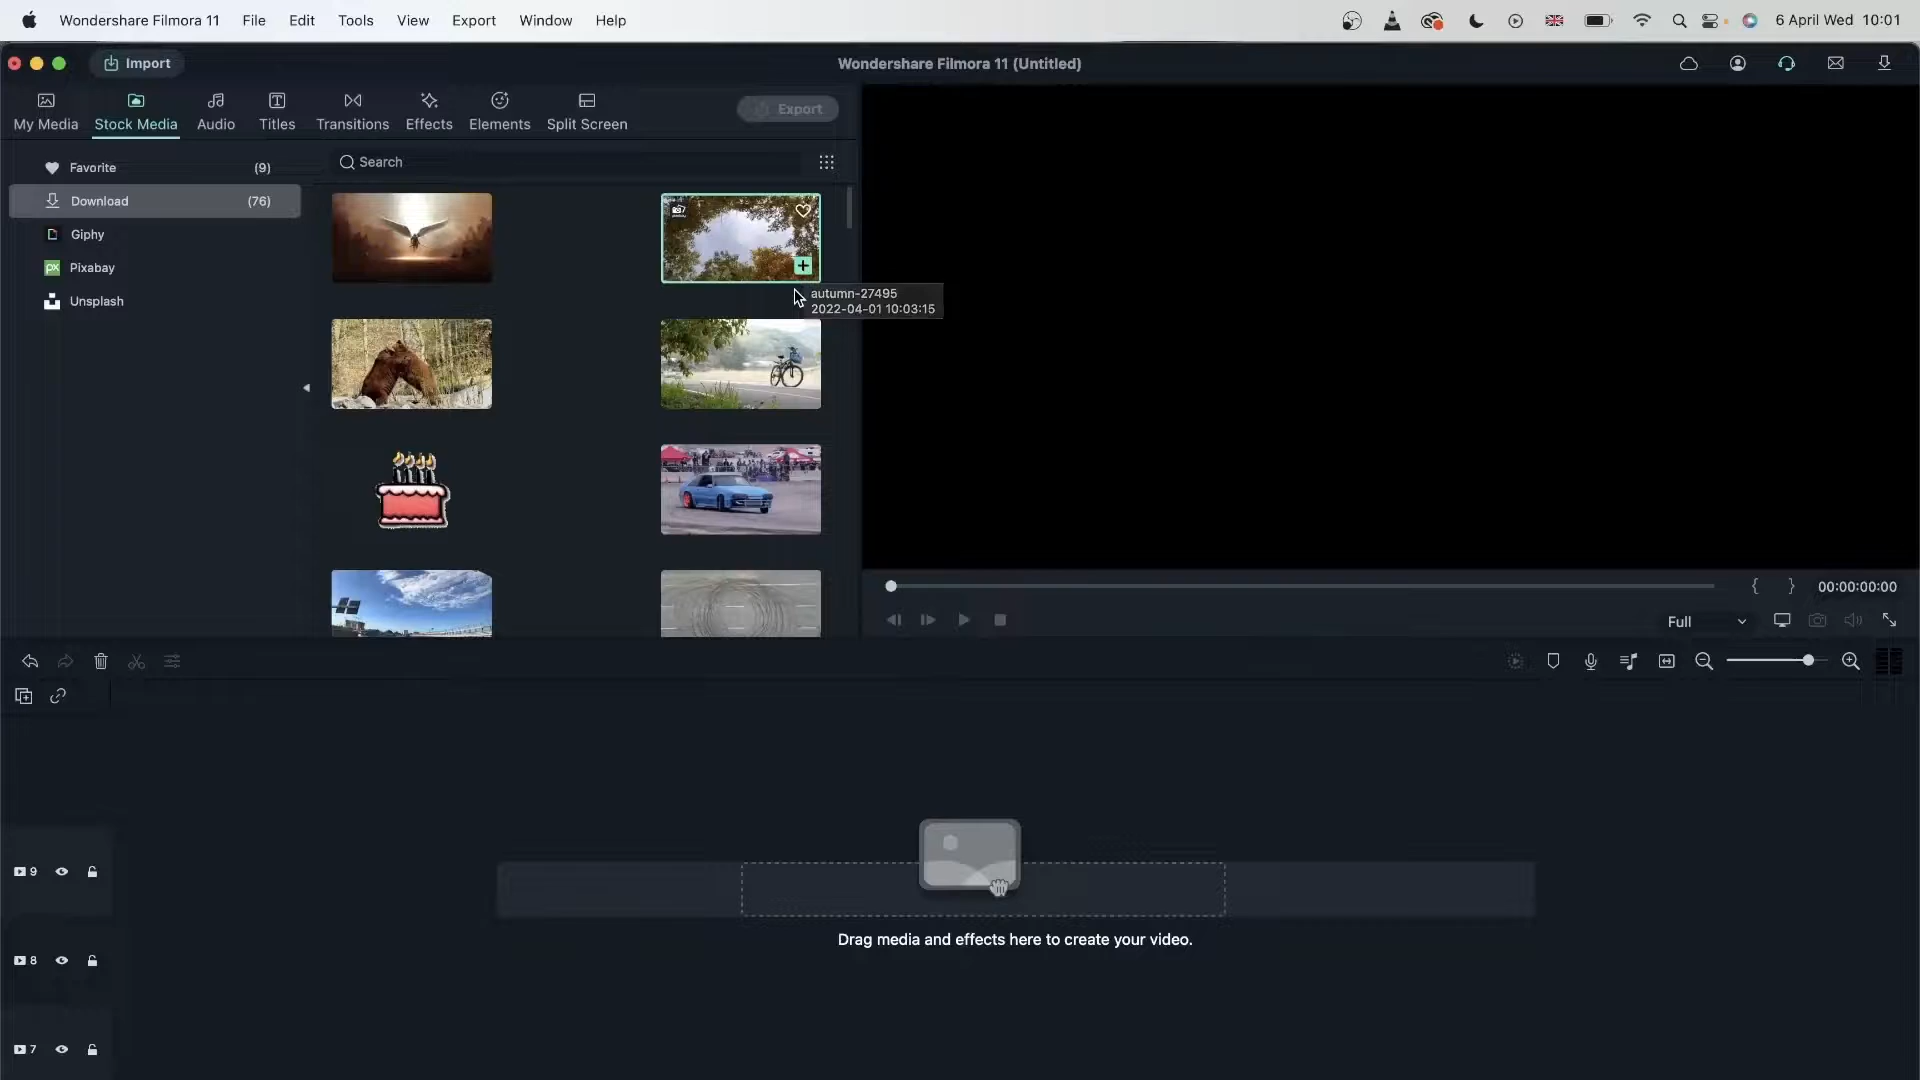 Wondershare Filmora 11 File Edit Tools View Export Window Help 6 April Wed 10:01
Import Wondershare Filmora 11 (Untitled)
My Media Stock Media Audio Titles Transitions Effects Elements Split Screen Export
Favorite (9)
Search
Download (76)
Giphy
px Pixabay
Unsplash
autumn-27495
2022-04-01 10:03:15
{ } 00:00:00:00
Full
9
8
Drag media and effects here to create your video.
7